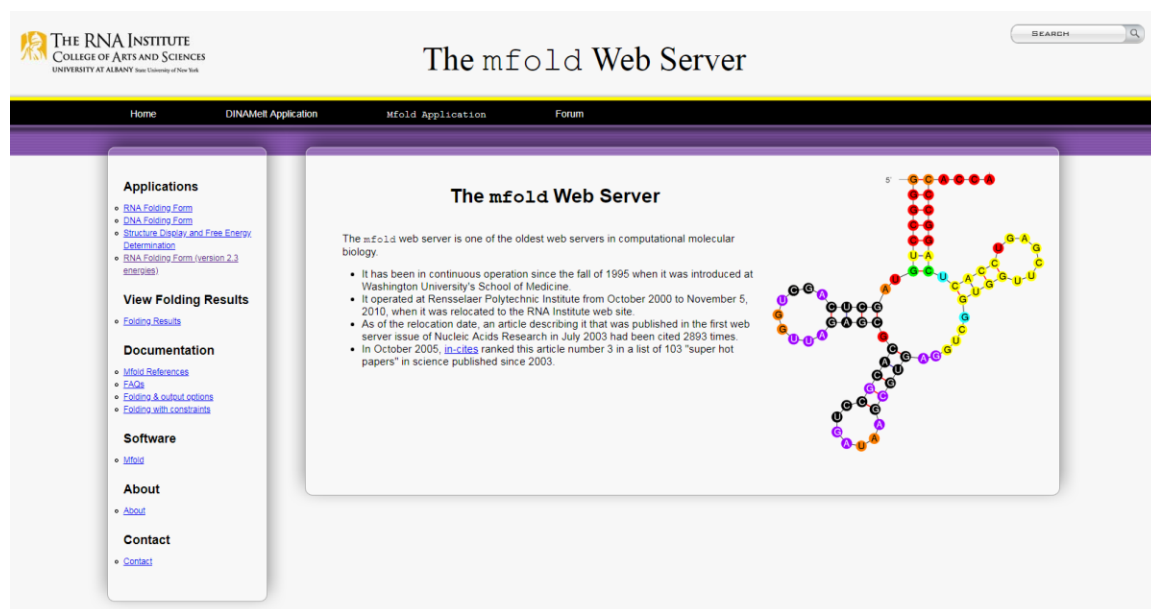 THE RNA INSTITUTE
COLLEGE OF ARTS AND SCIENCES
UNIVERSITY AT ALBANY State University of New York
The mfold Web Server
SEARCH
Home DINAMelt Application Mfold Application Forum
Applications
RNA Folding Form
DNA Folding Form
Structure Display and Free Energy
Determination
RNA Folding Form (version 2.3
energies)
View Folding Results
Folding Results
Documentation
Mfold References
FAQs
Folding & output options
Folding with constraints
Software
Mfold
About
About
Contact
Contact
The mfold Web Server
The mfold web server is one of the oldest web servers in computational molecular
biology.
It has been in continuous operation since the fall of 1995 when it was introduced at
Washington University's School of Medicine.
It operated at Rensselaer Polytechnic Institute from October 2000 to November 5,
2010, when it was relocated to the RNA Institute web site.
As of the relocation date, an article describing it that was published in the first web
server issue of Nucleic Acids Research in July 2003 had been cited 2893 times.
In October 2005, in-cites ranked this article number 3 in a list of 103 "super hot
papers" in science published since 2003.
5'
G C A C C A